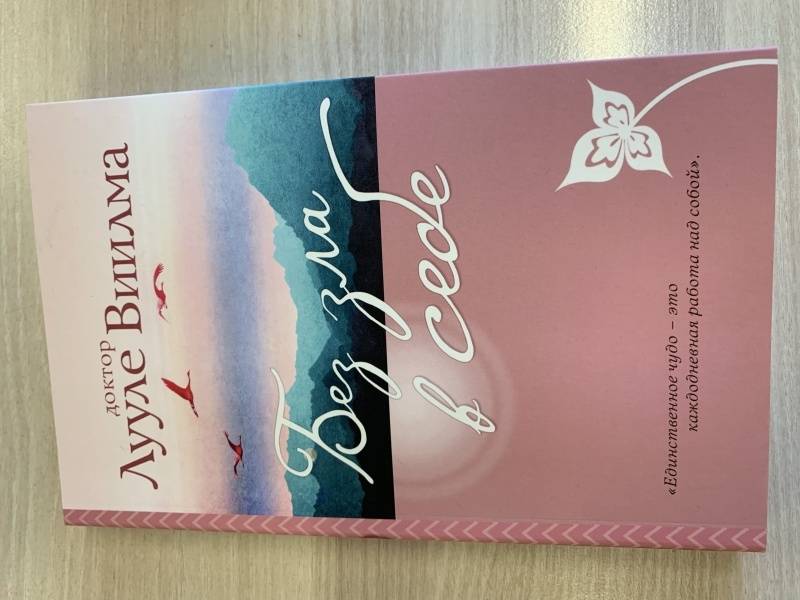 доктор
Лууле Виилма
Без зла
в себе
«Единственное чудо – это
каждодневная работа над собой».